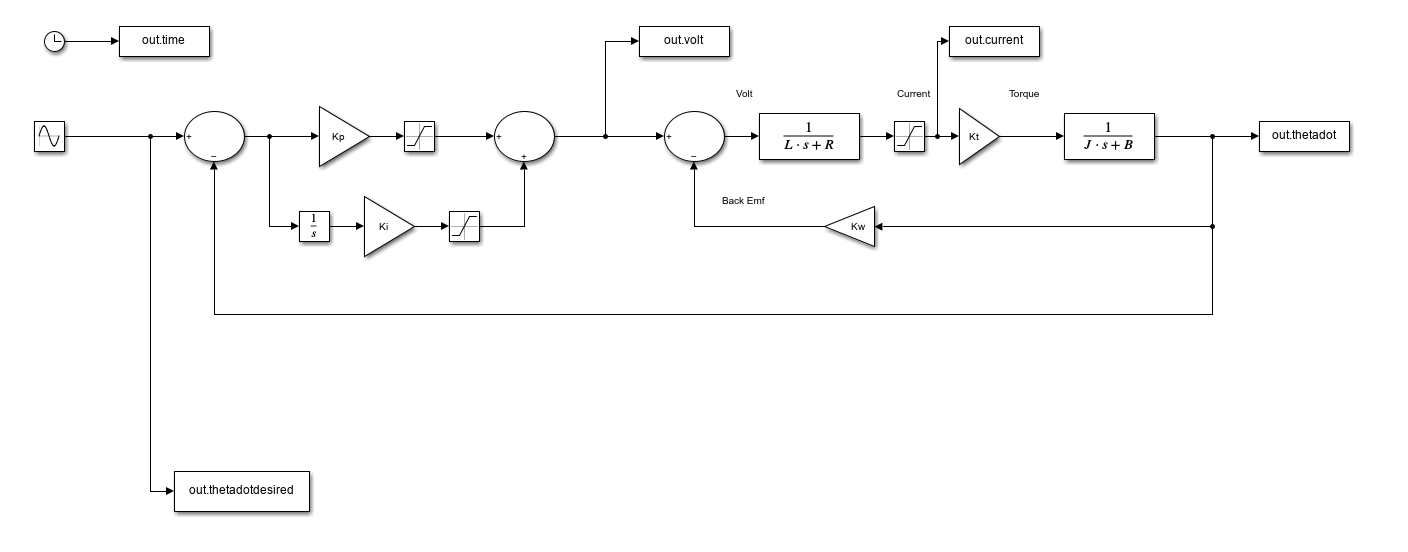 out.time
out.volt
out.current
Volt
Current
Torque
+
−
Kp
+
+
+
−
1
L · s + R
Kt
1
J · s + B
out.thetadot
1
s
Ki
Back Emf
Kw
out.thetadotdesired